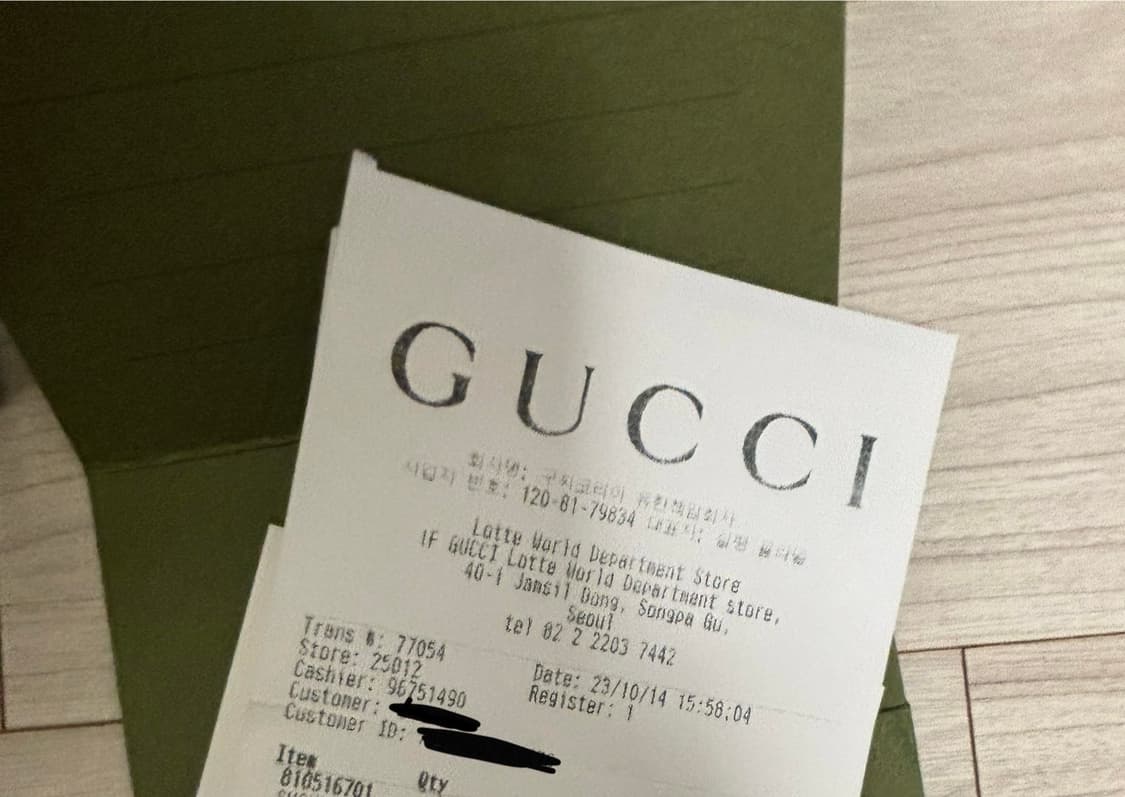 GUCCI
회사명: 구찌코리아 유한책임회사
사업자 번호: 120-81-79834 대표자:
Lotte World Department Store
1F GUCCI Lotte World Department store,
40-1 Jamsil Dong, Songpa Gu,
Seoul
tel 82 2 2203 7442
Trans #: 77054
Store: 25012 Date: 23/10/14 15:58:04
Cashier: 96751490 Register: 1
Customer:
Customer ID:
Item Qty
810516701